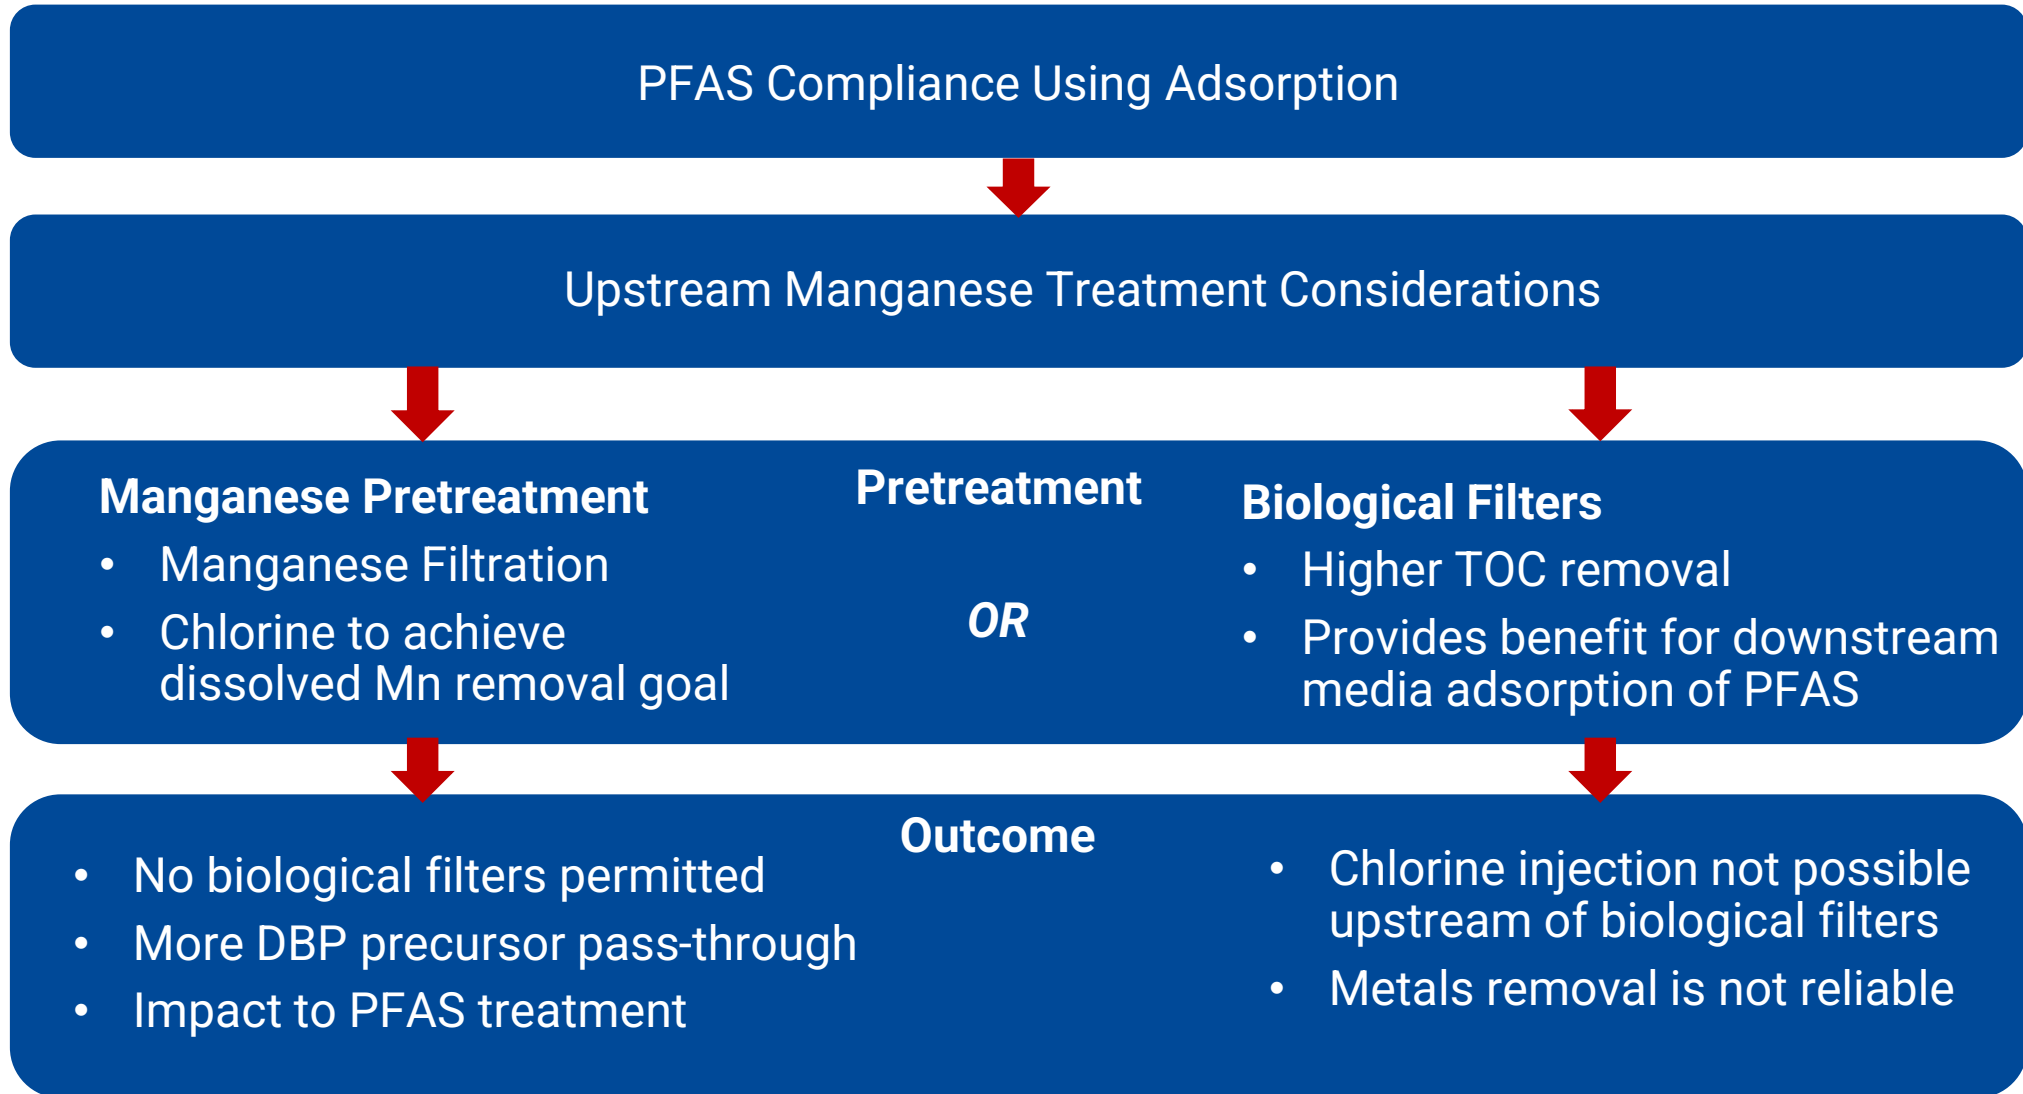 PFAS Compliance Using Adsorption
Upstream Manganese Treatment Considerations
Pretreatment
OR
Manganese Pretreatment
• Manganese Filtration
• Chlorine to achieve
dissolved Mn removal goal
Biological Filters
• Higher TOC removal
• Provides benefit for downstream
media adsorption of PFAS
Outcome
• No biological filters permitted
• More DBP precursor pass-through
• Impact to PFAS treatment
• Chlorine injection not possible
upstream of biological filters
• Metals removal is not reliable